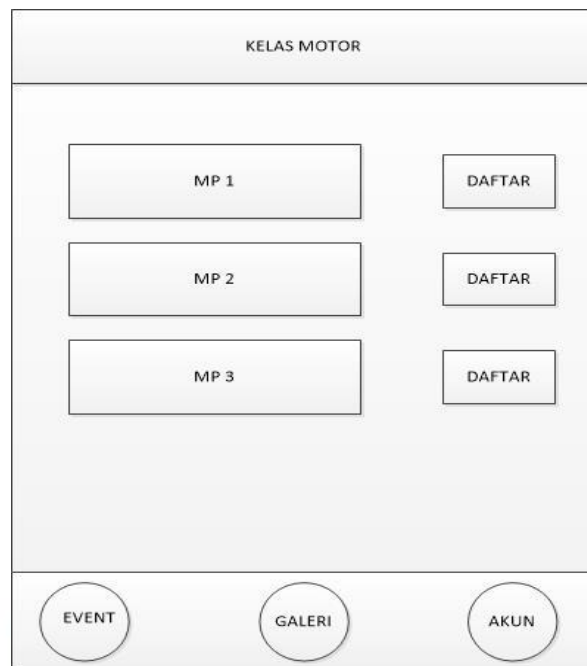 KELAS MOTOR
MP 1
DAFTAR
MP 2
DAFTAR
MP 3
DAFTAR
EVENT
GALERI
AKUN